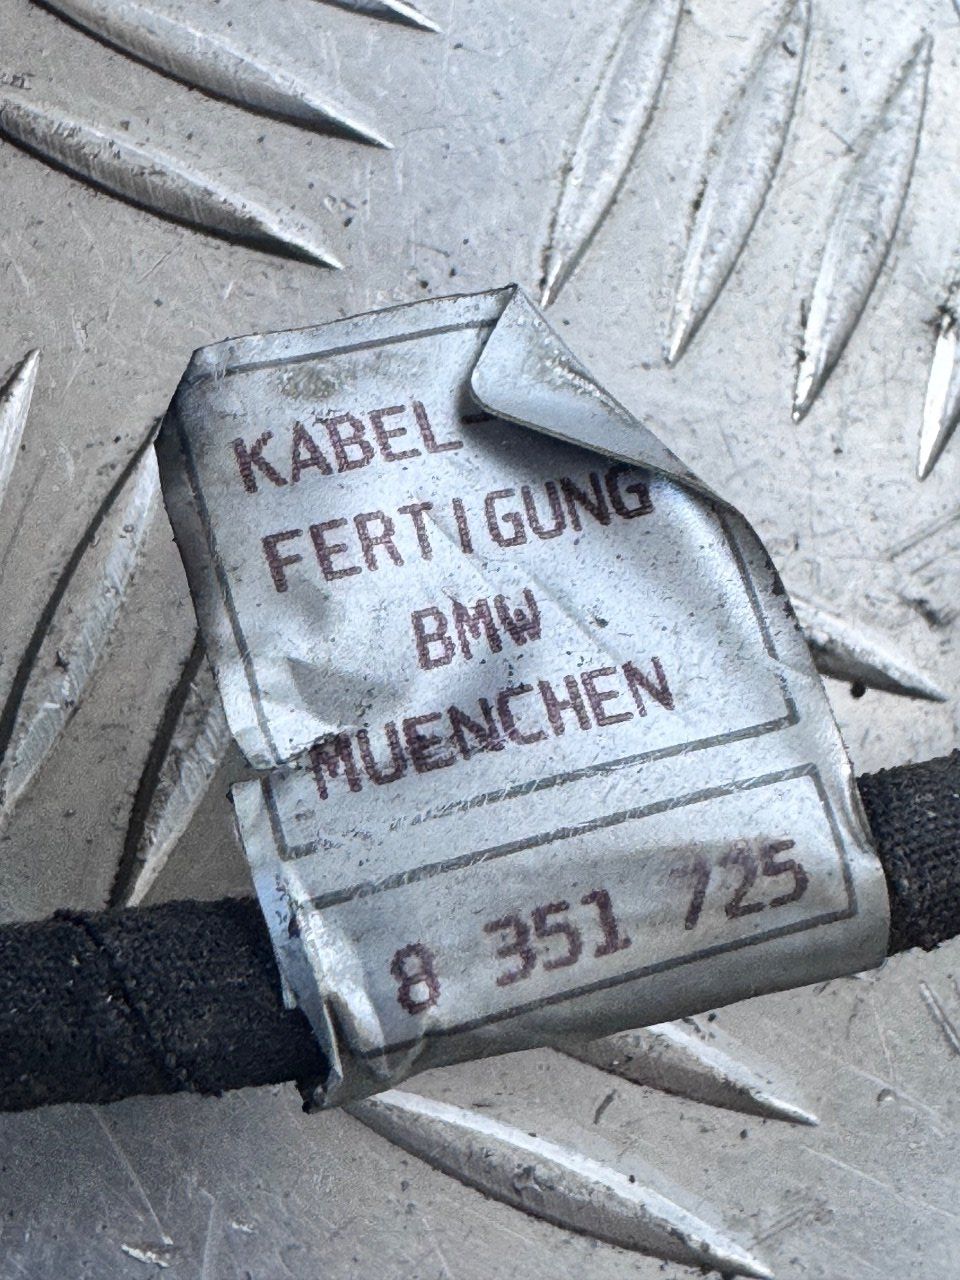 KABEL-
FERTIGUNG
BMW
MUENCHEN
8 351 725